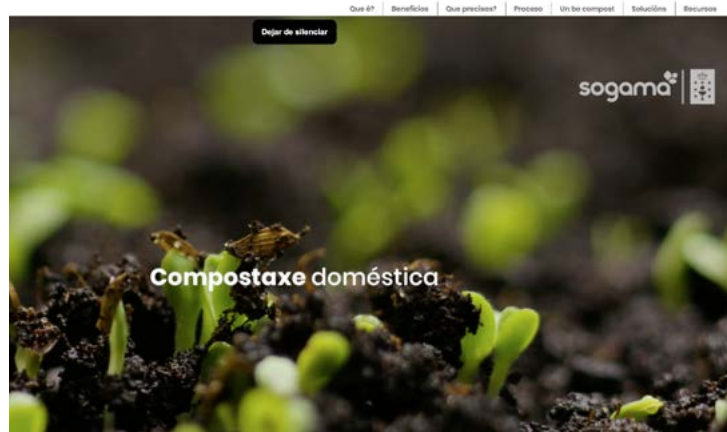 Que é? Beneficios Que precisas? Proceso Un bo compost Solucións Recursos
Dejar de silenciar
sogama
Compostaxe doméstica